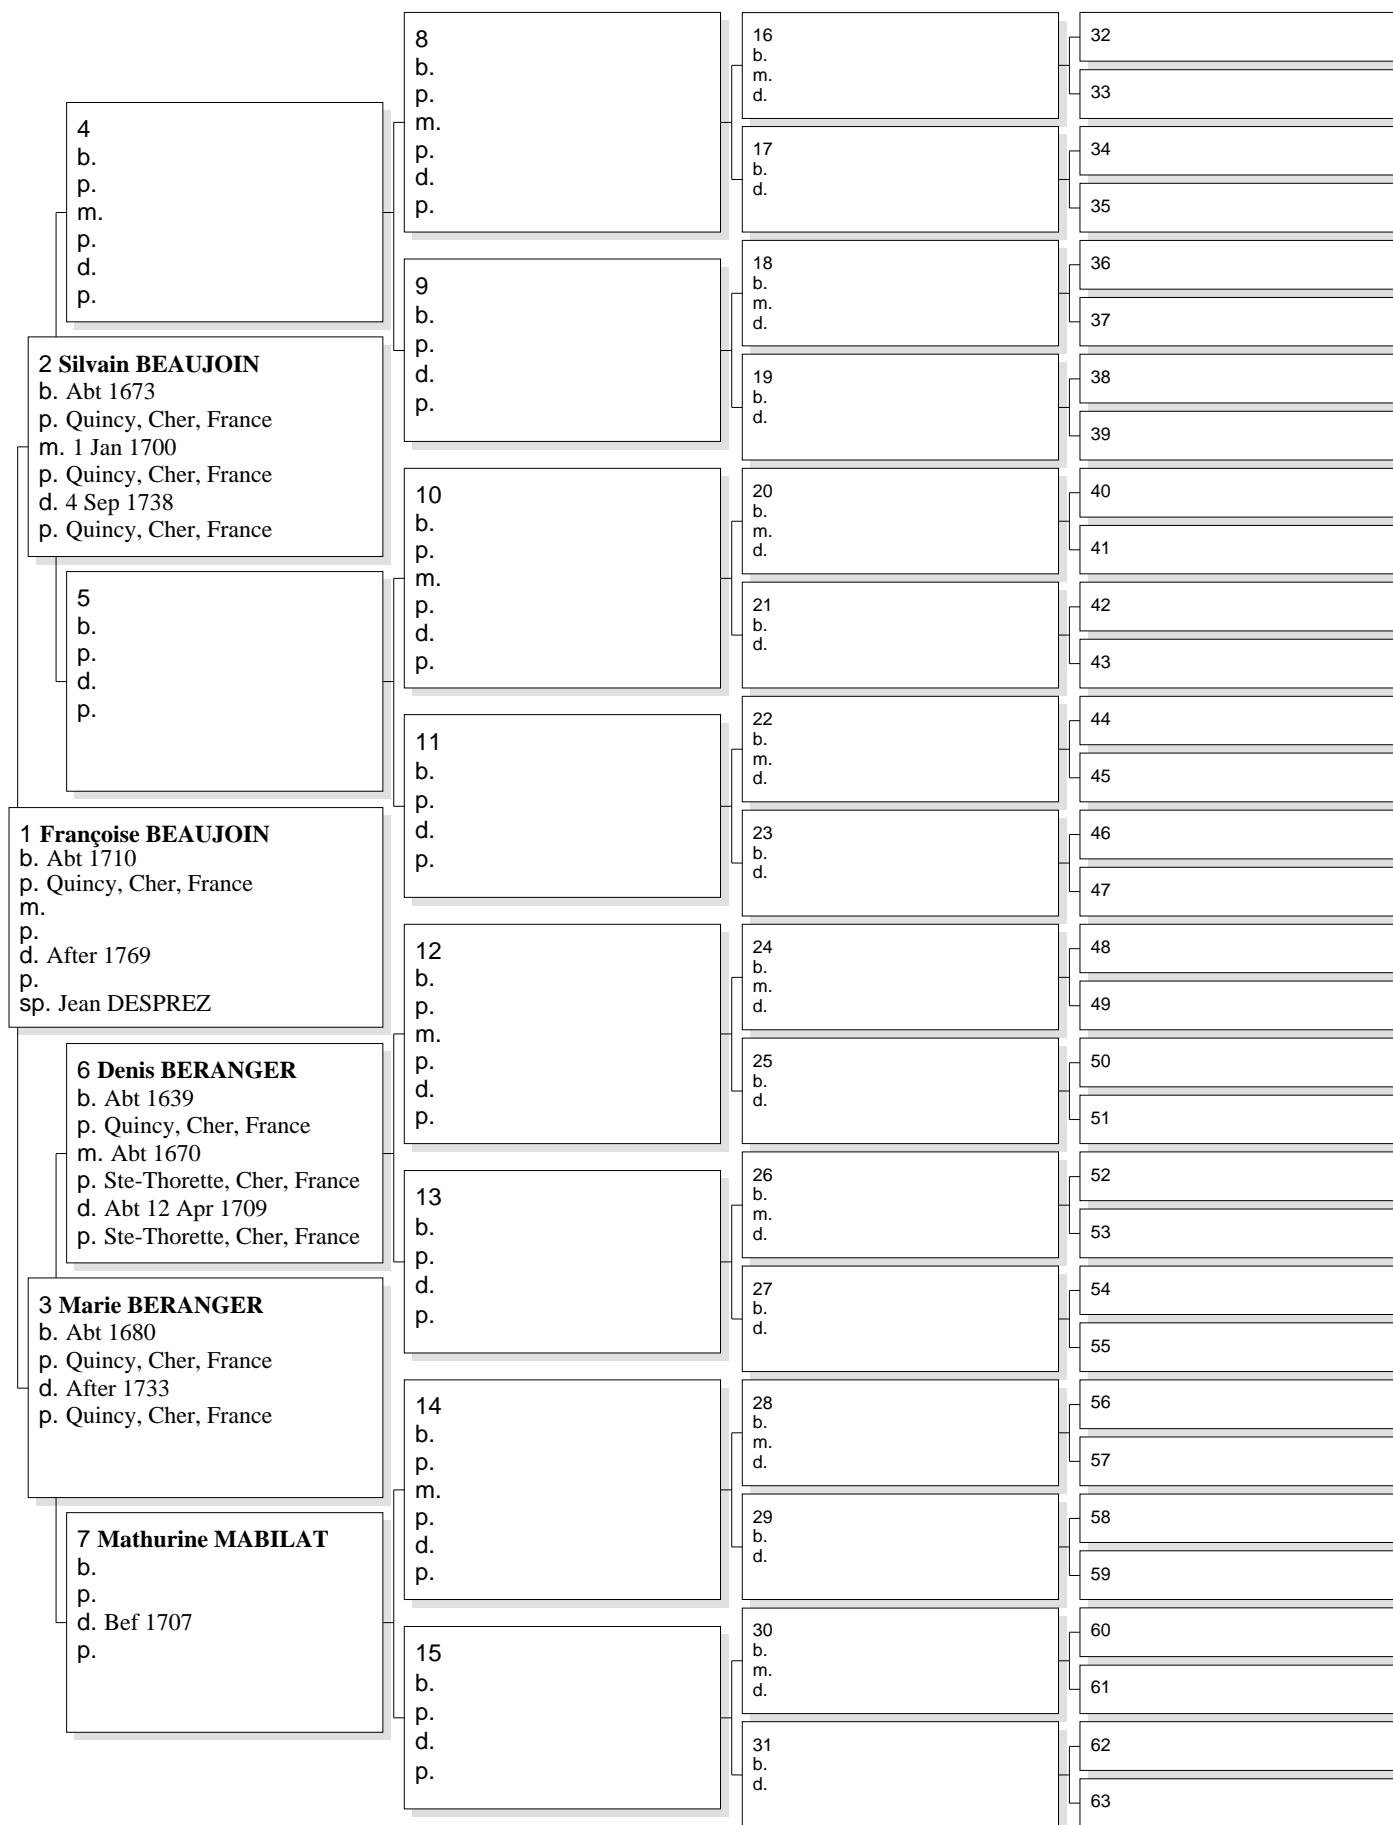 4
b.
p.
m.
p.
d.
p.
2 Silvain BEAUJOIN
b. Abt 1673
p. Quincy, Cher, France
m. 1 Jan 1700
p. Quincy, Cher, France
d. 4 Sep 1738
p. Quincy, Cher, France
5
b.
p.
d.
p.
1 Françoise BEAUJOIN
b. Abt 1710
p. Quincy, Cher, France
m.
p.
d. After 1769
p.
sp. Jean DESPREZ
6 Denis BERANGER
b. Abt 1639
p. Quincy, Cher, France
m. Abt 1670
p. Ste-Thorette, Cher, France
d. Abt 12 Apr 1709
p. Ste-Thorette, Cher, France
3 Marie BERANGER
b. Abt 1680
p. Quincy, Cher, France
d. After 1733
p. Quincy, Cher, France
7 Mathurine MABILAT
b.
p.
d. Bef 1707
p.
8
b.
p.
m.
p.
d.
p.
9
b.
p.
d.
p.
10
b.
p.
m.
p.
d.
p.
11
b.
p.
d.
p.
12
b.
p.
m.
p.
d.
p.
13
b.
p.
d.
p.
14
b.
p.
m.
p.
d.
p.
15
b.
p.
d.
p.
16
b.
m.
d.
17
b.
d.
18
b.
m.
d.
19
b.
d.
20
b.
m.
d.
21
b.
d.
22
b.
m.
d.
23
b.
d.
24
b.
m.
d.
25
b.
d.
26
b.
m.
d.
27
b.
d.
28
b.
m.
d.
29
b.
d.
30
b.
m.
d.
31
b.
d.
32
33
34
35
36
37
38
39
40
41
42
43
44
45
46
47
48
49
50
51
52
53
54
55
56
57
58
59
60
61
62
63